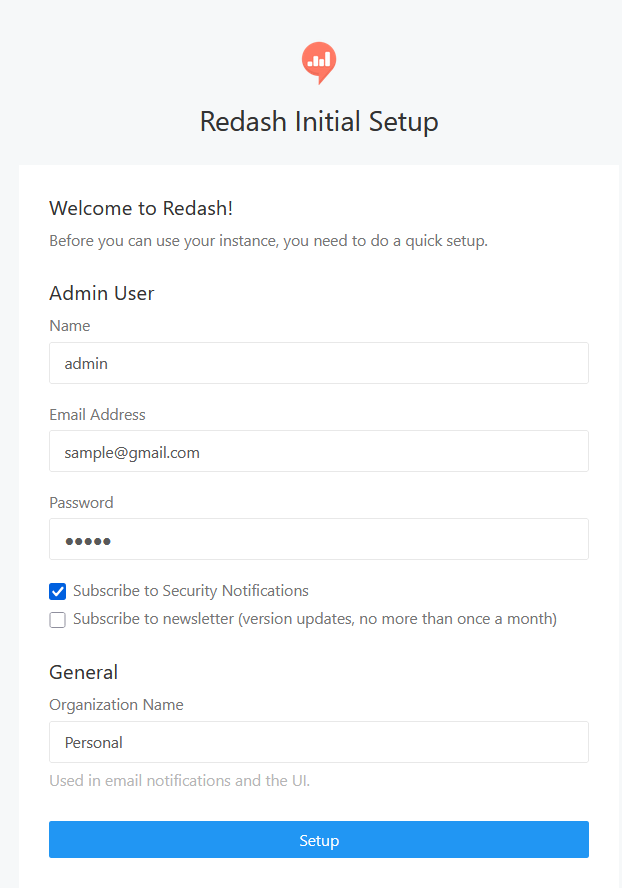 Redash Initial Setup
Welcome to Redash!
Before you can use your instance, you need to do a quick setup.
Admin User
Name
admin
Email Address
sample@gmail.com
Password
●●●●●
Subscribe to Security Notifications
Subscribe to newsletter (version updates, no more than once a month)
General
Organization Name
Personal
Used in email notifications and the UI.
Setup